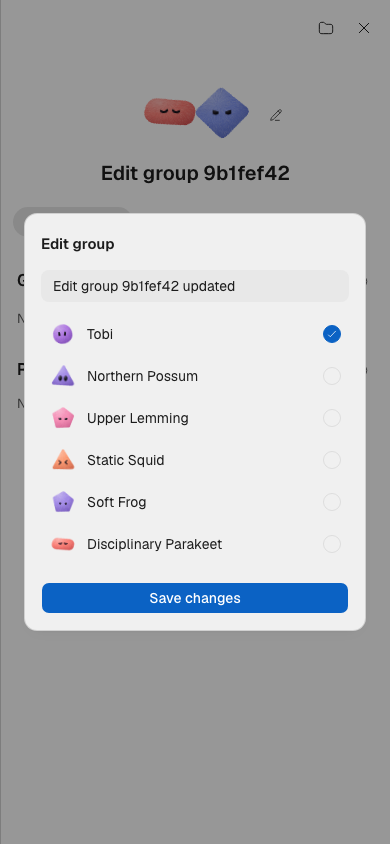 Edit group 9b1fef42
Edit group
Edit group 9b1fef42 updated
Tobi
Northern Possum
Upper Lemming
Static Squid
Soft Frog
Disciplinary Parakeet
Save changes